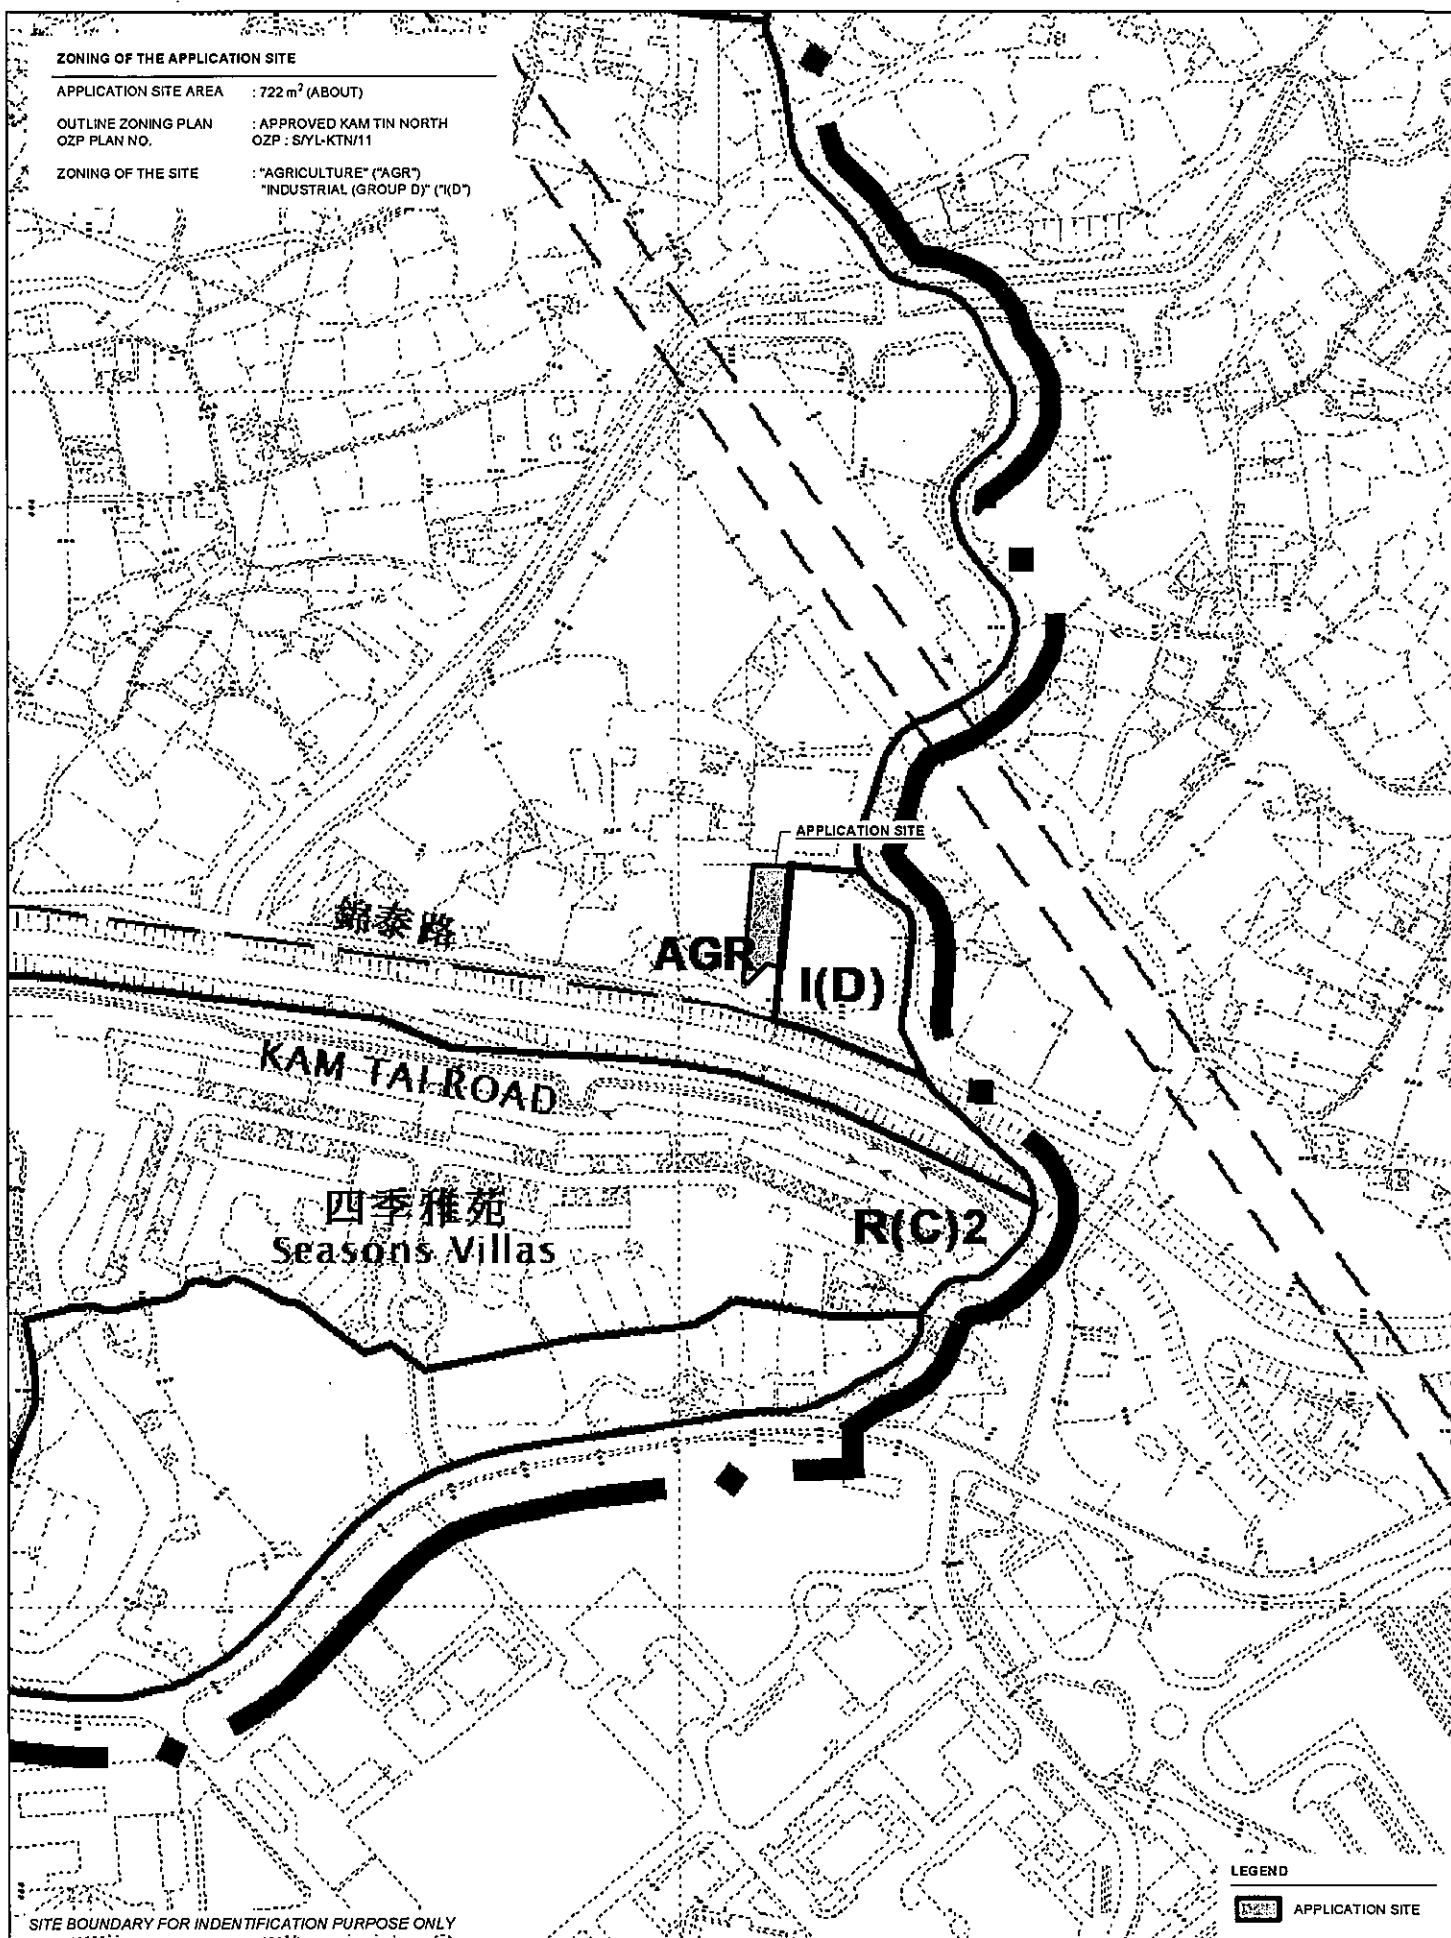 ZONING OF THE APPLICATION SITE
APPLICATION SITE AREA : 722 m² (ABOUT)
OUTLINE ZONING PLAN : APPROVED KAM TIN NORTH
OZP PLAN NO. OZP : S/YL-KTN/11
ZONING OF THE SITE : "AGRICULTURE" ("AGR")
"INDUSTRIAL (GROUP D)" ("I(D")
APPLICATION SITE
錦泰路
AGR
I(D)
KAM TAI ROAD
四季雅苑
Seasons Villas
R(C)2
LEGEND
APPLICATION SITE
SITE BOUNDARY FOR INDENTIFICATION PURPOSE ONLY